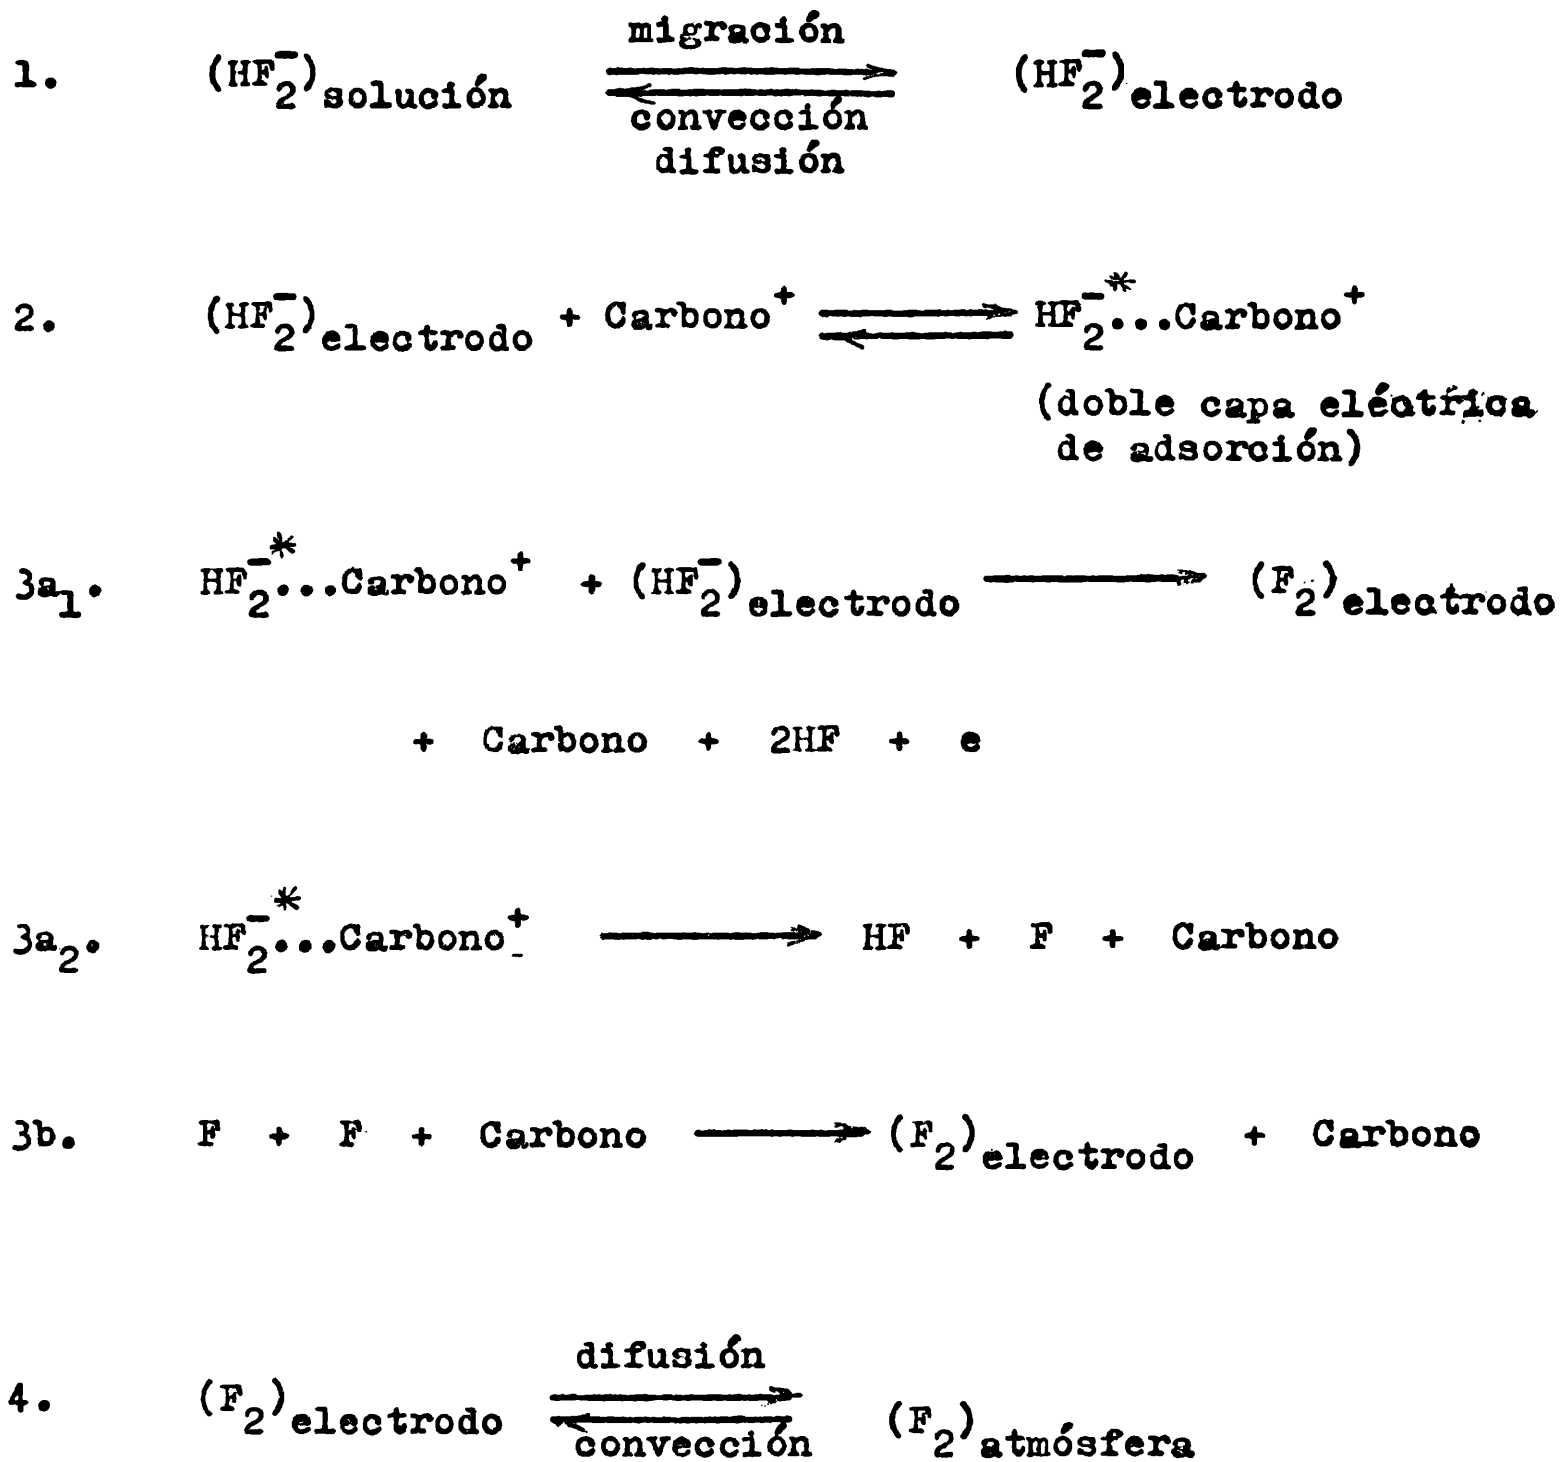 migración
1. (HF₂⁻)solución ⇌ (HF₂⁻)electrodo
convección
difusión
2. (HF₂⁻)electrodo + Carbono⁺ ⇌ HF₂⁻*...Carbono⁺
(doble capa eléctrica
de adsorción)
3a₁. HF₂⁻*...Carbono⁺ + (HF₂⁻)electrodo → (F₂)electrodo
+ Carbono + 2HF + e
3a₂. HF₂⁻*...Carbono⁺ → HF + F + Carbono
3b. F + F + Carbono → (F₂)electrodo + Carbono
difusión
4. (F₂)electrodo ⇌ (F₂)atmósfera
convección